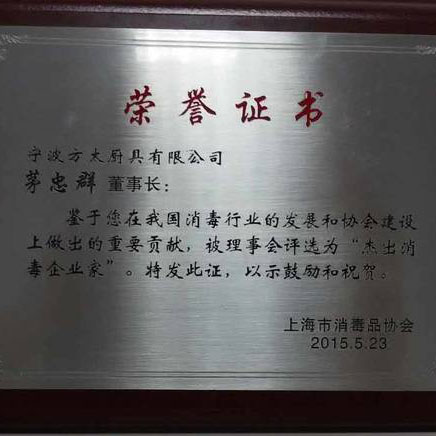 荣誉证书
宁波方太厨具有限公司
茅忠群 董事长：
鉴于您在我国消毒行业的发展和协会建设
上做出的重要贡献，被理事会评选为“杰出消
毒企业家”。特发此证，以示鼓励和祝贺。
上海市消毒品协会
2015.5.23